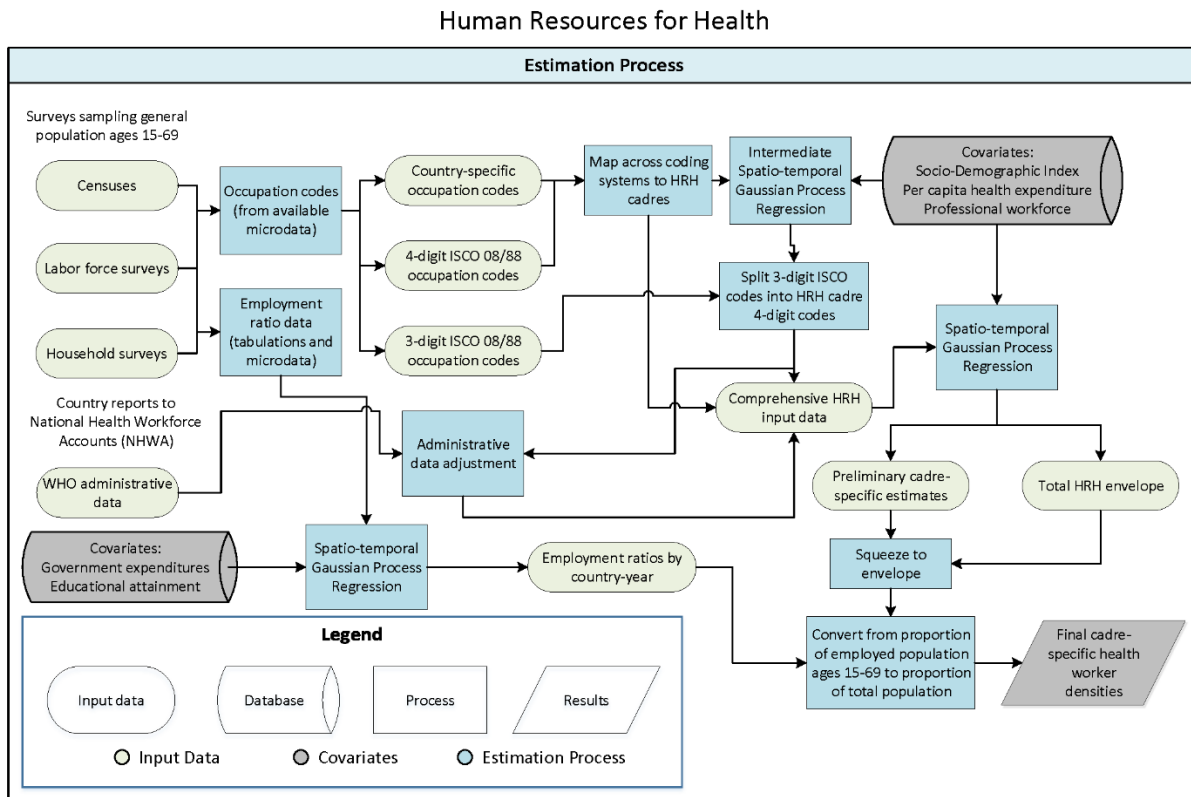 Human Resources for Health
Estimation Process
Surveys sampling general
population ages 15-69
Censuses
Labor force surveys
Household surveys
Occupation codes
(from available
microdata)
Employment
ratio data
(tabulations and
microdata)
Country-specific
occupation codes
4-digit ISCO 08/88
occupation codes
3-digit ISCO 08/88
occupation codes
Map across coding
systems to HRH
cadres
Intermediate
Spatio-temporal
Gaussian Process
Regression
Covariates:
Socio-Demographic Index
Per capita health expenditure
Professional workforce
Split 3-digit ISCO
codes into HRH cadre
4-digit codes
Spatio-temporal
Gaussian Process
Regression
Comprehensive HRH
input data
Country reports to
National Health Workforce
Accounts (NHWA)
WHO administrative
data
Administrative
data adjustment
Preliminary cadre-
specific estimates
Total HRH envelope
Covariates:
Government expenditures
Educational attainment
Spatio-temporal
Gaussian Process
Regression
Employment ratios by
country-year
Squeeze to
envelope
Convert from proportion
of employed population
ages 15-69 to proportion
of total population
Final cadre-
specific health
worker
densities
Legend
Input data
Database
Process
Results
Input Data
Covariates
Estimation Process